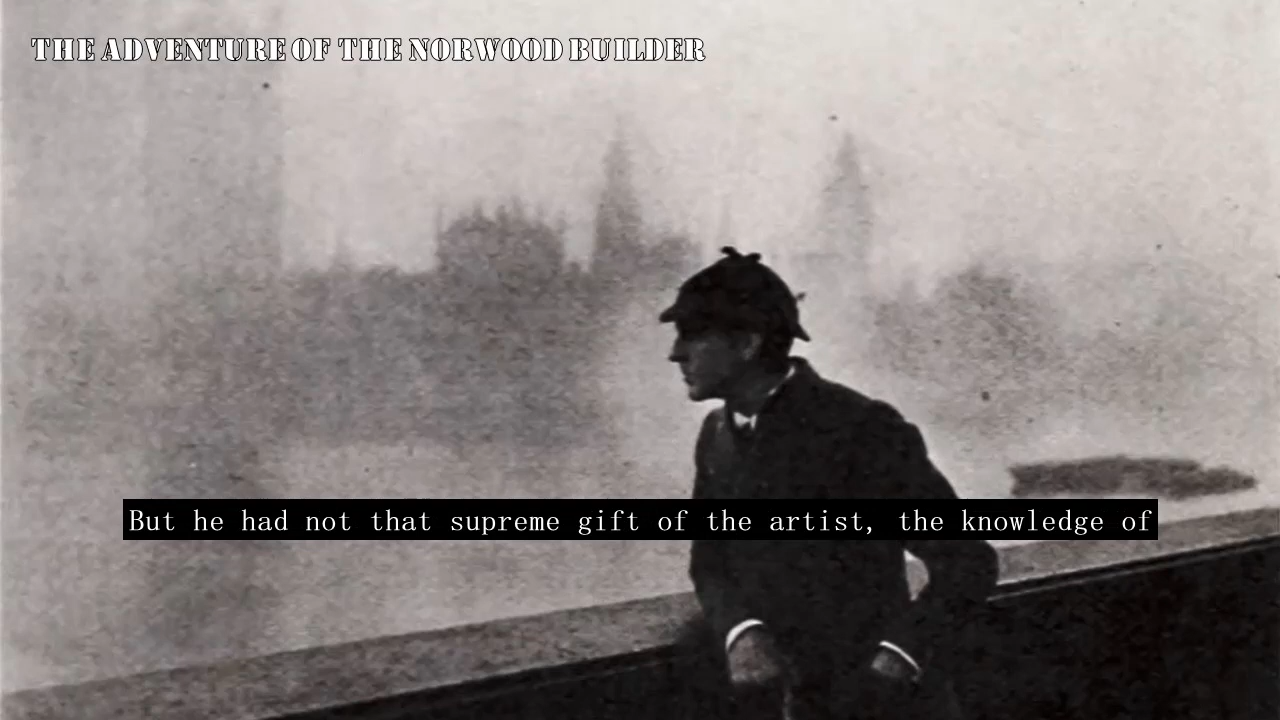 THE ADVENTURE OF THE NORWOOD BUILDER
But he had not that supreme gift of the artist, the knowledge of